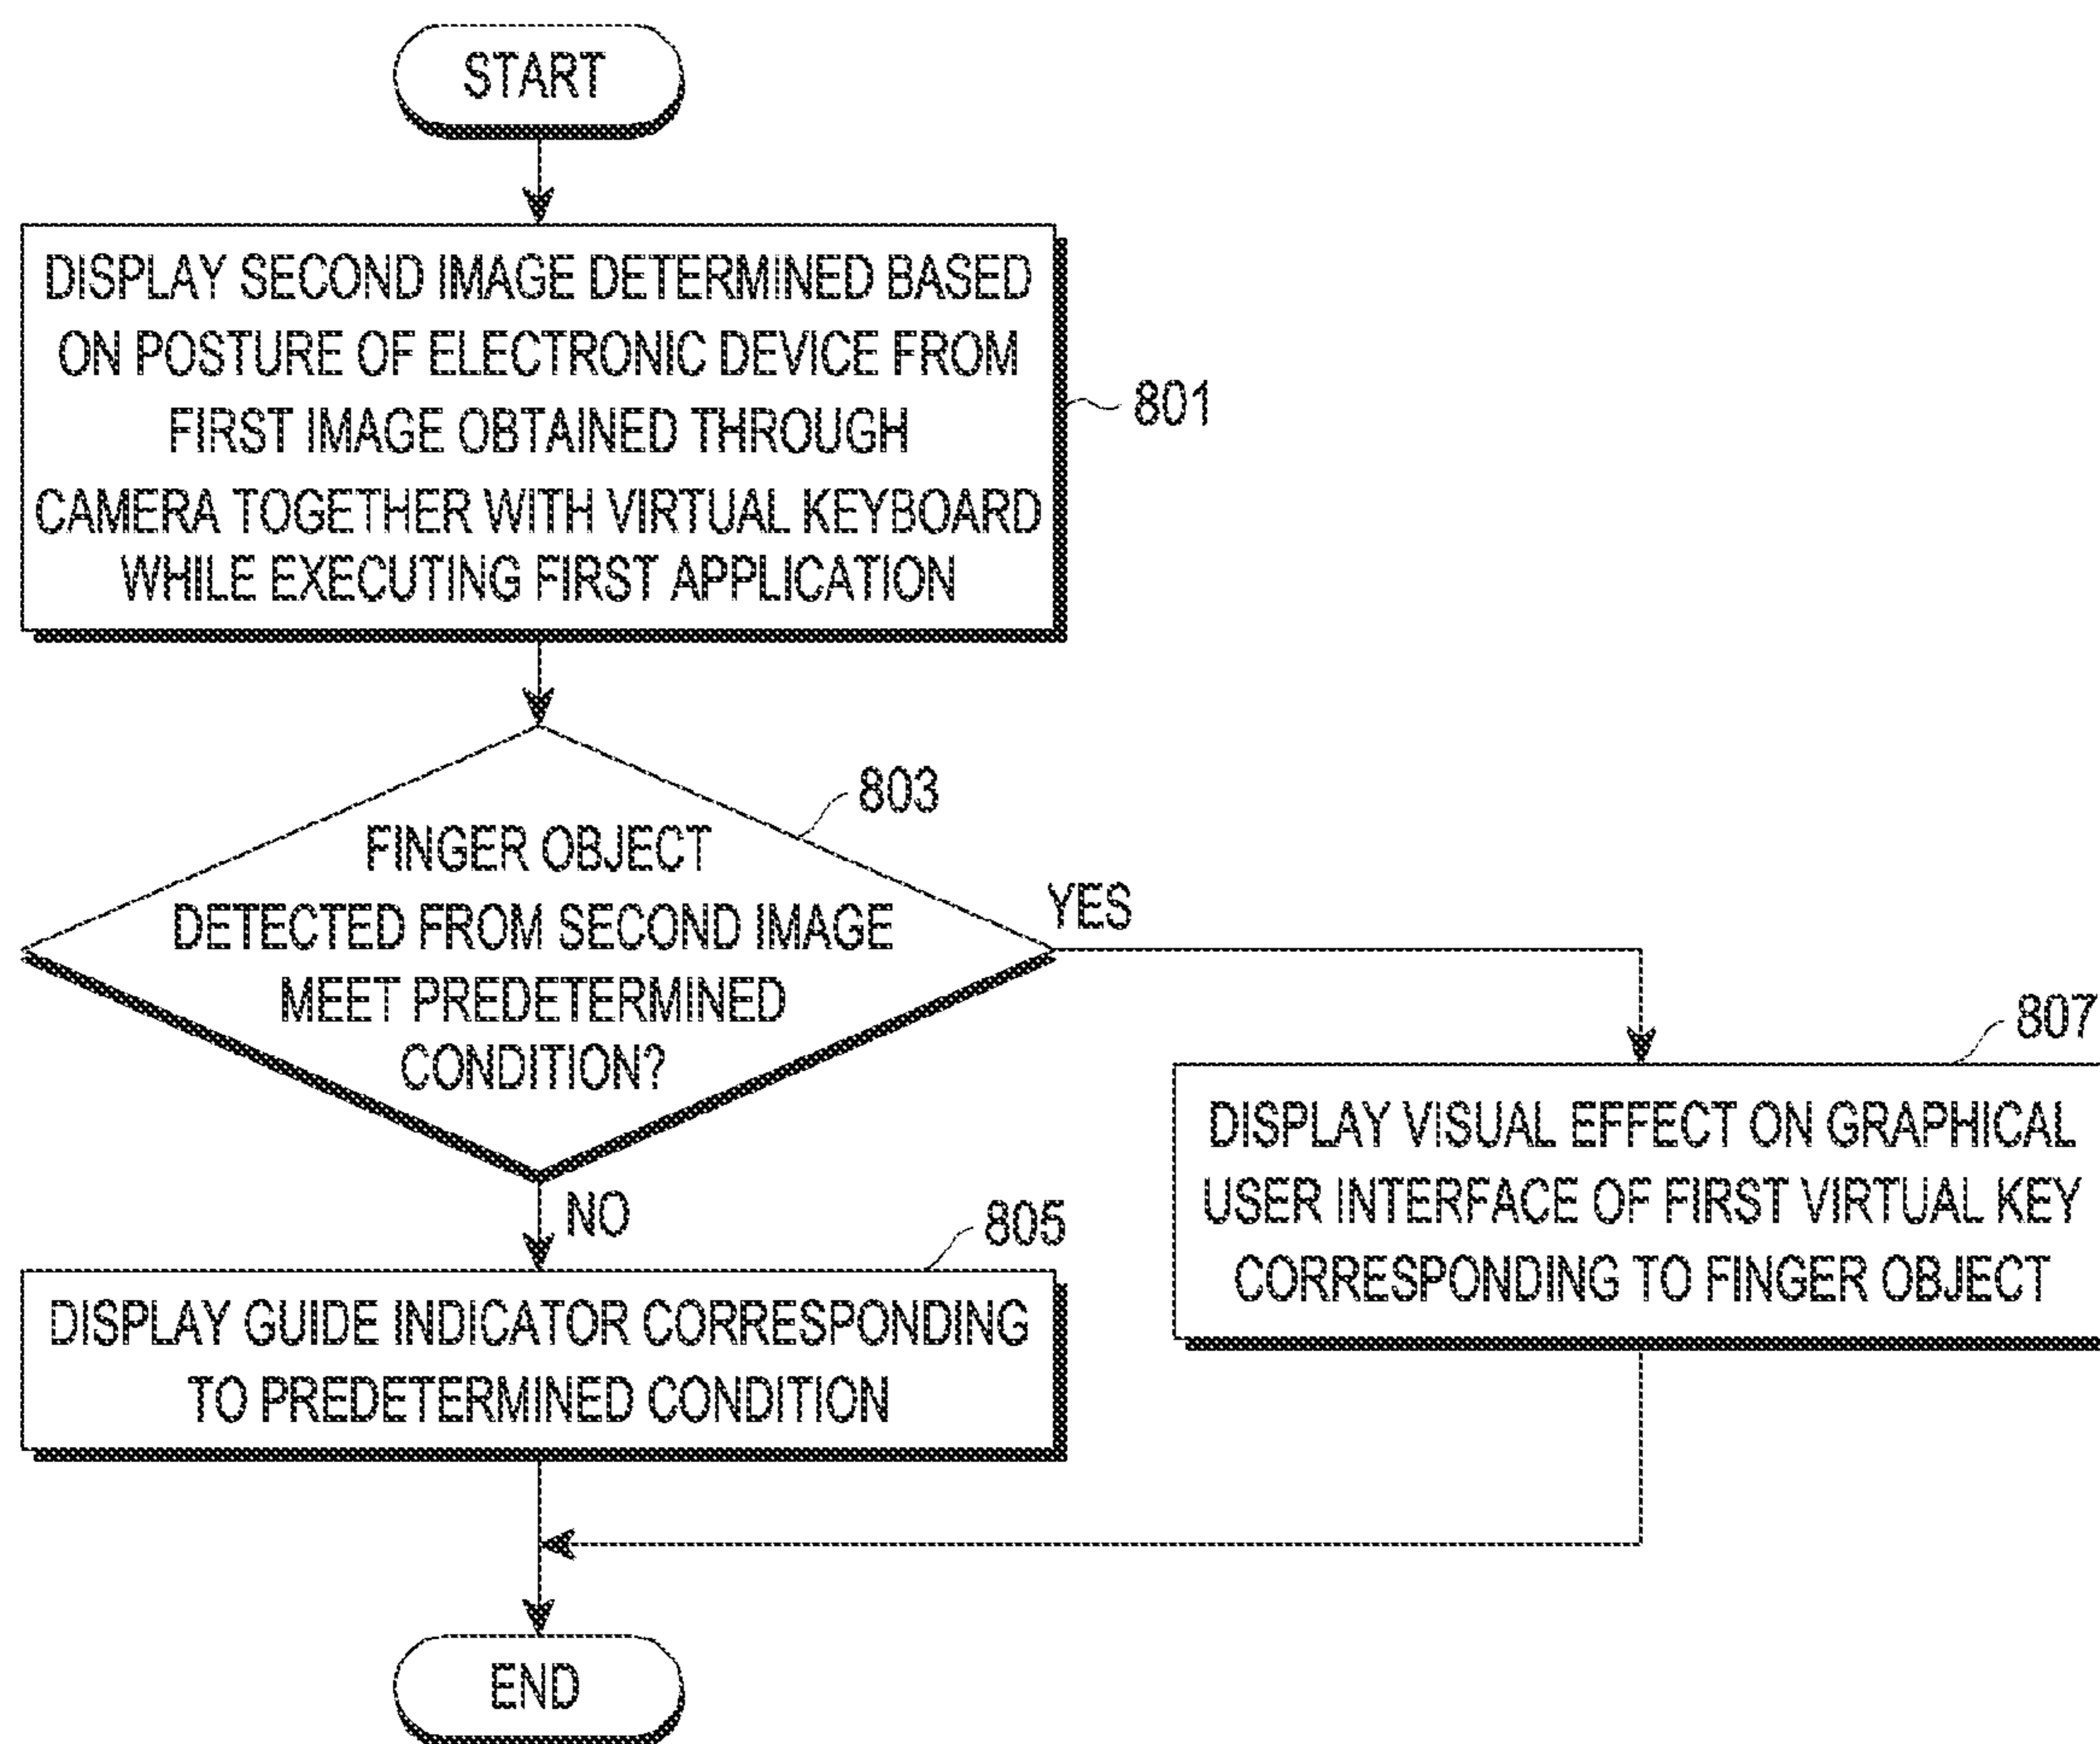 START
DISPLAY SECOND IMAGE DETERMINED BASED
ON POSTURE OF ELECTRONIC DEVICE FROM
FIRST IMAGE OBTAINED THROUGH
CAMERA TOGETHER WITH VIRTUAL KEYBOARD
WHILE EXECUTING FIRST APPLICATION
801
803
FINGER OBJECT
DETECTED FROM SECOND IMAGE
MEET PREDETERMINED
CONDITION?
YES
NO
805
DISPLAY GUIDE INDICATOR CORRESPONDING
TO PREDETERMINED CONDITION
807
DISPLAY VISUAL EFFECT ON GRAPHICAL
USER INTERFACE OF FIRST VIRTUAL KEY
CORRESPONDING TO FINGER OBJECT
END